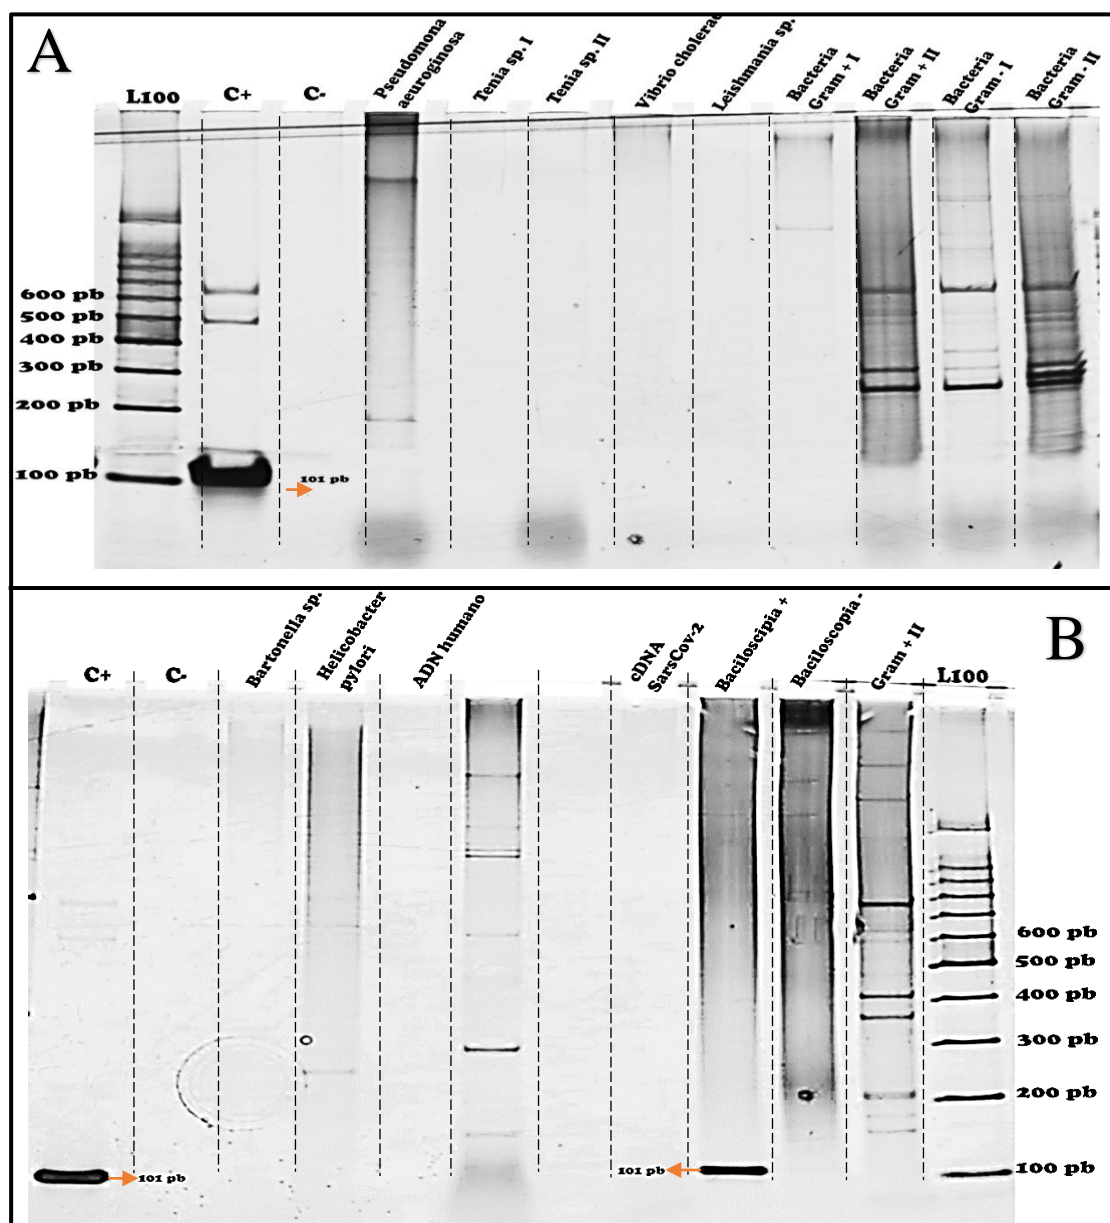 A
L100
C+
C-
Pseudomona
aeuroginosa
Tenia sp. I
Tenia sp. II
Vibrio cholerae
Leishmania sp.
Bacteria
Gram + I
Bacteria
Gram + II
Bacteria
Gram - I
Bacteria
Gram - II
600 pb
500 pb
400 pb
300 pb
200 pb
100 pb
101 pb
B
C+
C-
Bartonella sp.
Helicobacter
pylori
ADN humano
cDNA
SarsCov-2
Baciloscipia +
Baciloscopia -
Gram + II
L100
600 pb
500 pb
400 pb
300 pb
200 pb
100 pb
101 pb
101 pb